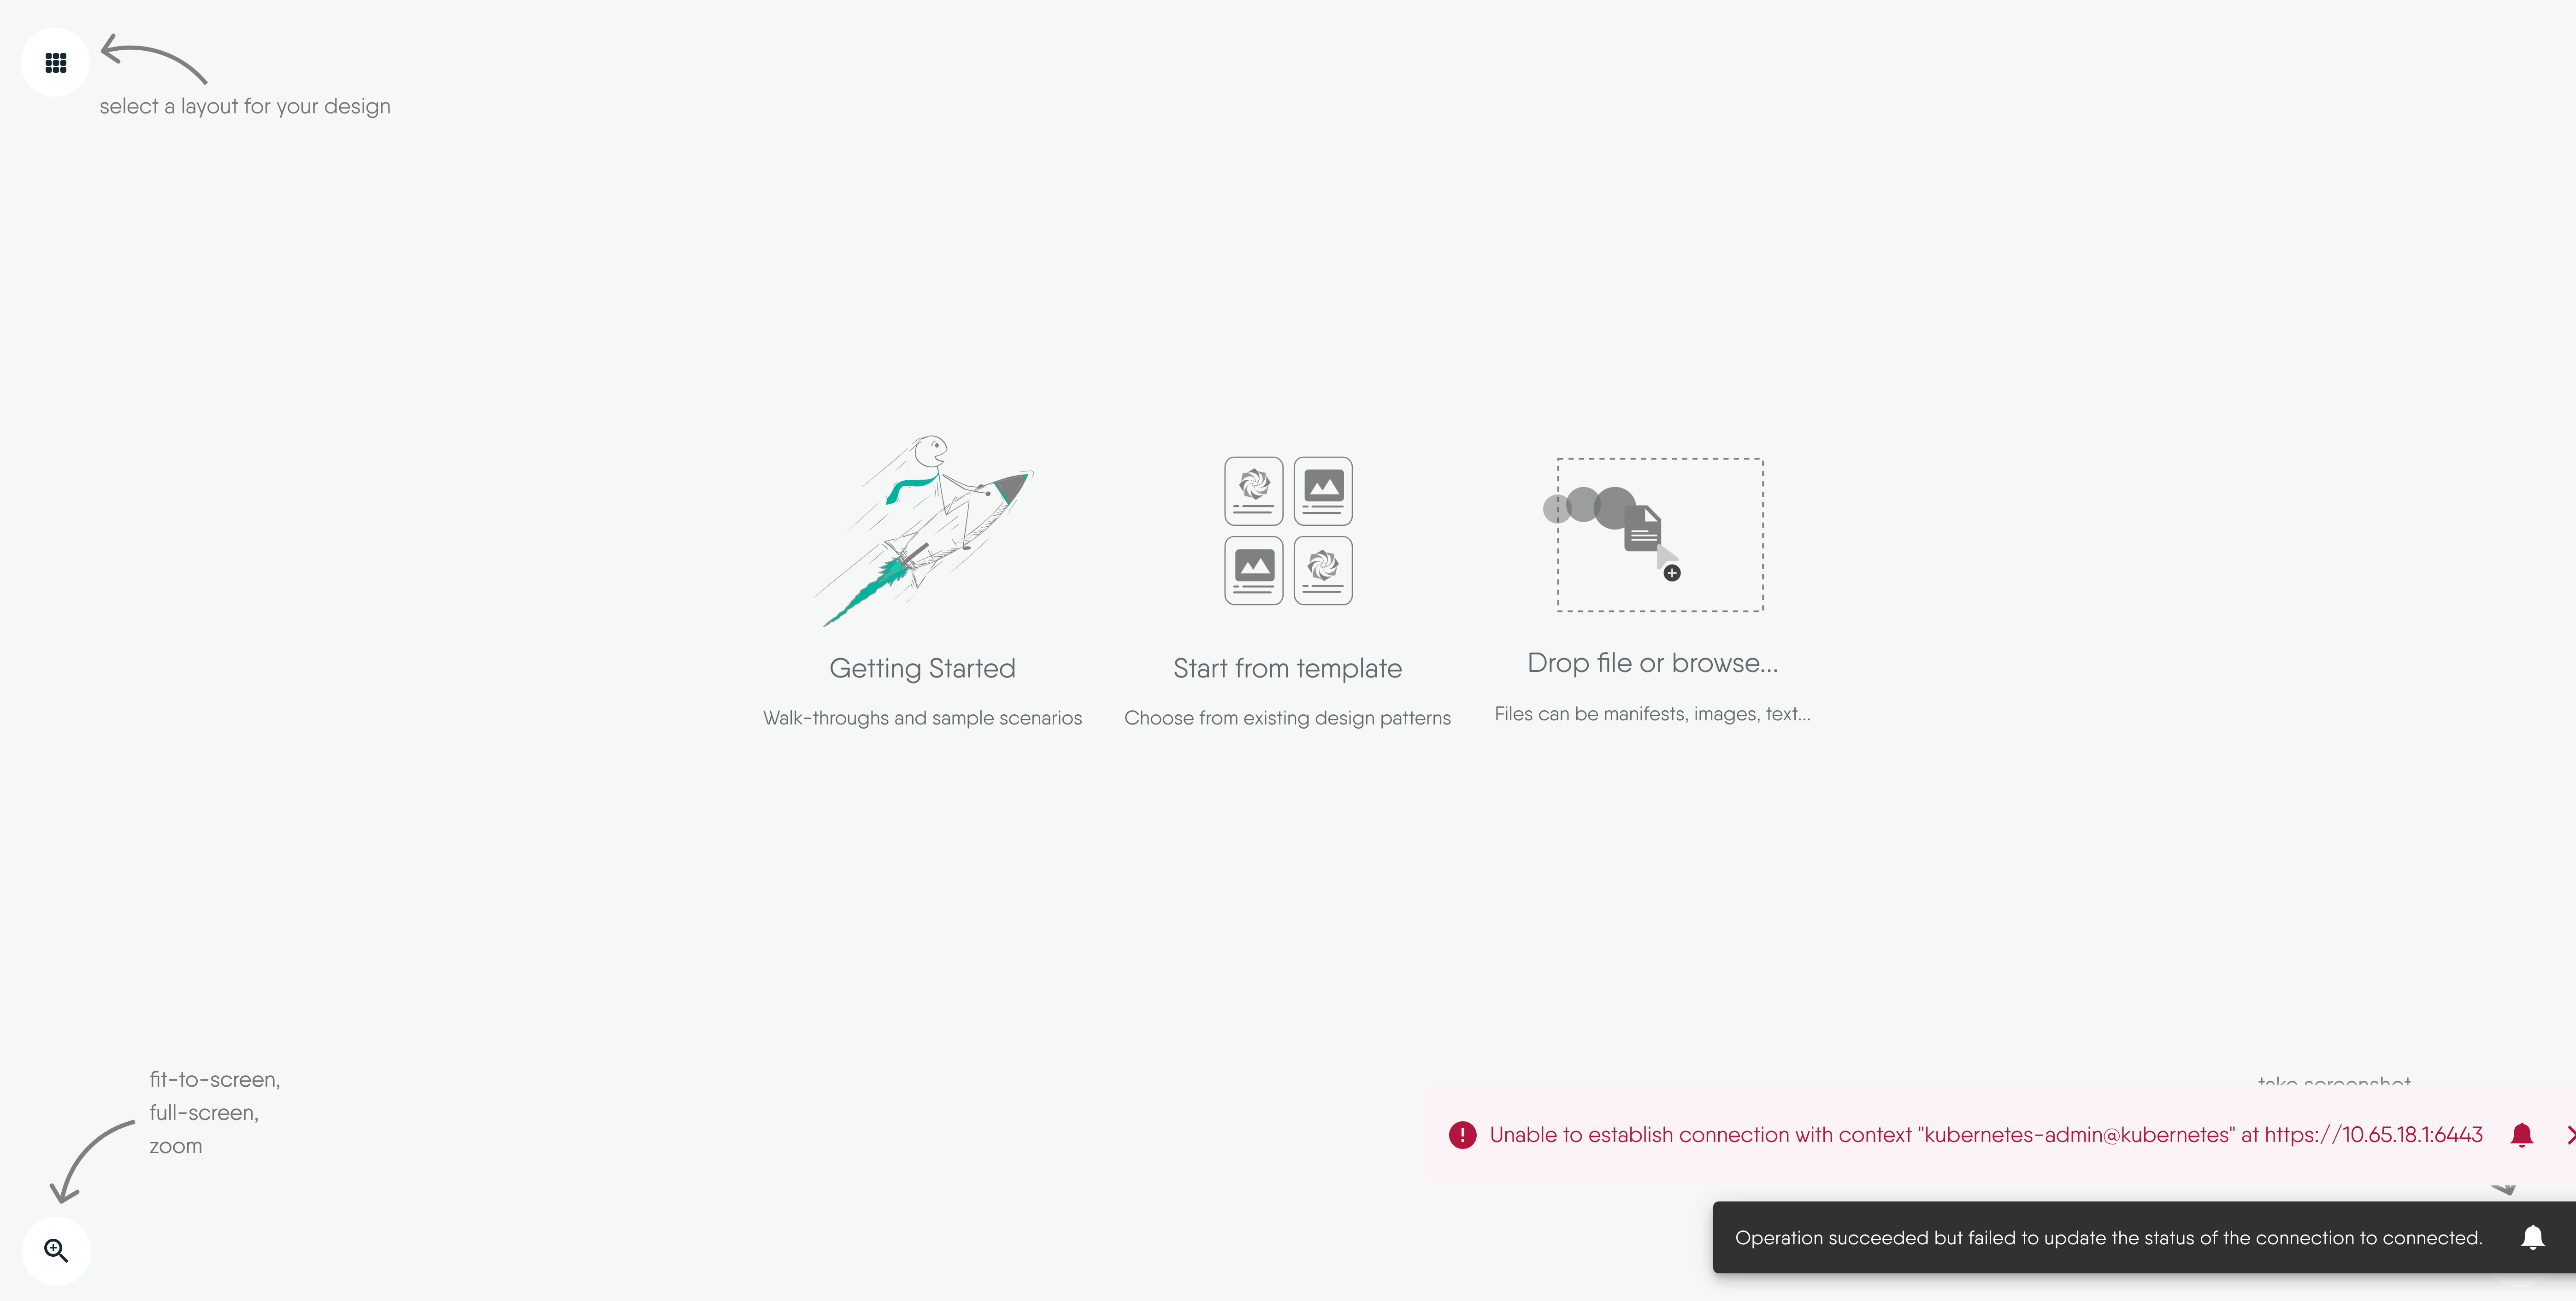 select a layout for your design
Getting Started
Walk-throughs and sample scenarios
Start from template
Choose from existing design patterns
Drop file or browse...
Files can be manifests, images, text...
fit-to-screen,
full-screen,
zoom
take screenshot
Unable to establish connection with context "kubernetes-admin@kubernetes" at https://10.65.18.1:6443
Operation succeeded but failed to update the status of the connection to connected.